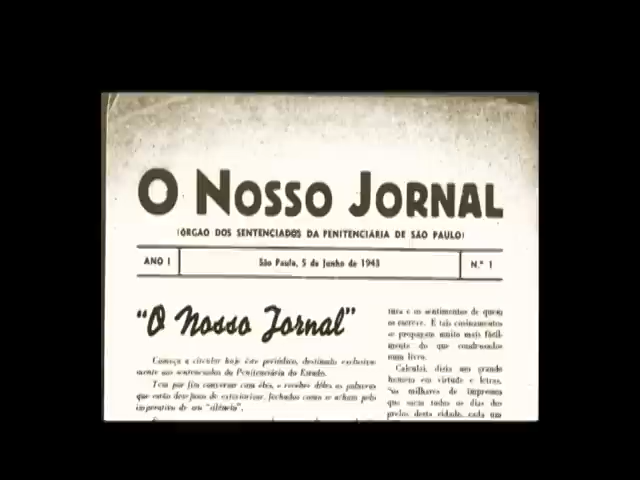 O NOSSO JORNAL
(ÓRGÃO DOS SENTENCIADOS DA PENITENCIÁRIA DE SÃO PAULO)
ANO I
São Paulo, 5 de Junho de 1943
N.º 1
"O Nosso Jornal"
Começa a circular hoje êste periódico, destinado exclusiva-
mente aos sentenciados da Penitenciária do Estado.
Tem por fim conversar com êles, e receber dêles as palavras
que estão desejosos de exteriorizar, fechados como se acham pelo
imperativo de seu "silêncio".
tura e os sentimentos de quem
os escreve. E tais ensinamentos
se propagam muito mais fàcil-
mente do que condensados
num livro.
Calculai, dizia um grande
homem em virtude e letras,
"os milheres de impressos
que saem todos os dias dos
prelos desta cidade, cada um